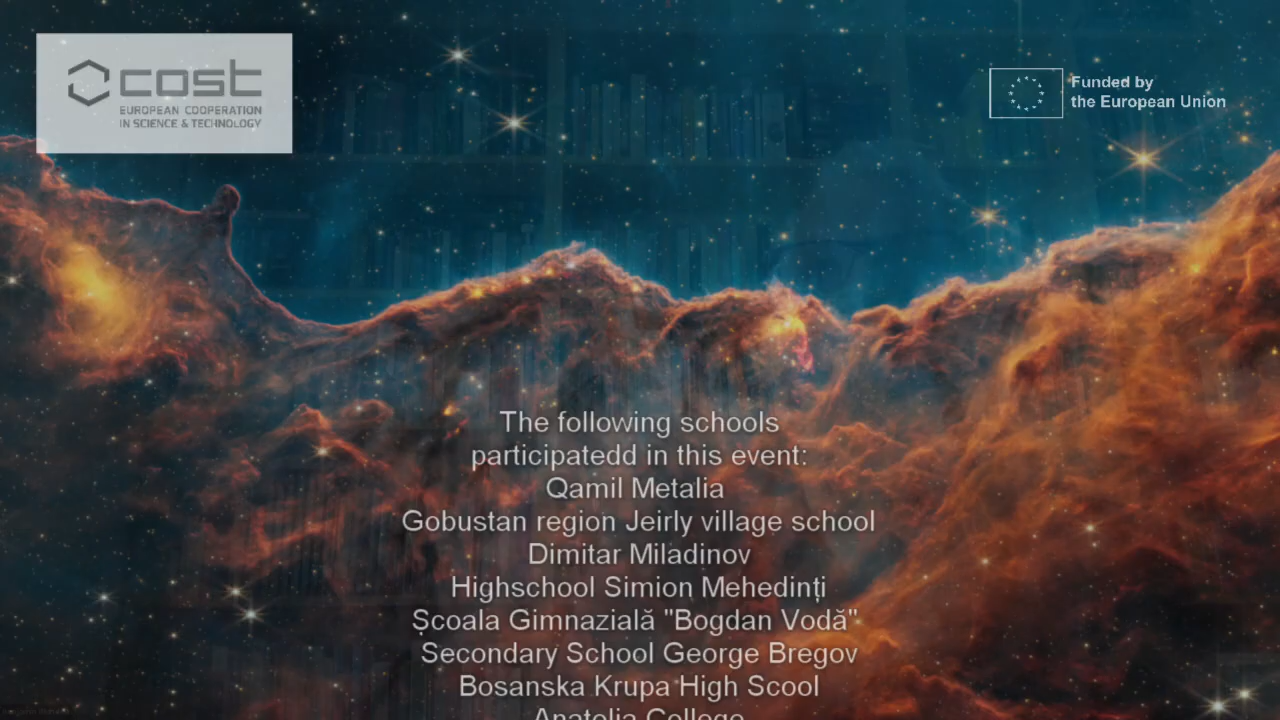 cost
EUROPEAN COOPERATION
IN SCIENCE & TECHNOLOGY
Funded by
the European Union
The following schools
participatedd in this event:
Qamil Metalia
Gobustan region Jeirly village school
Dimitar Miladinov
Highschool Simion Mehedinți
Școala Gimnazială "Bogdan Vodă"
Secondary School George Bregov
Bosanska Krupa High Scool
Anatolia College